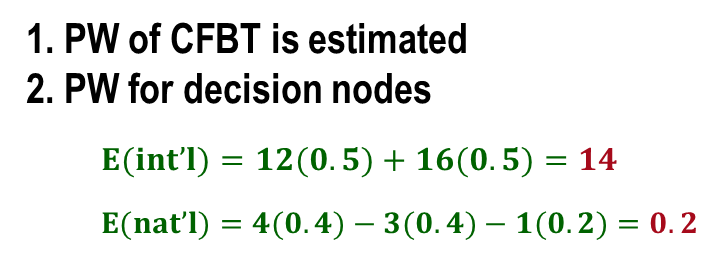 1. PW of CFBT is estimated
2. PW for decision nodes
E(int’l) = 12(0.5) + 16(0.5) = 14
E(nat’l) = 4(0.4) − 3(0.4) − 1(0.2) = 0.2